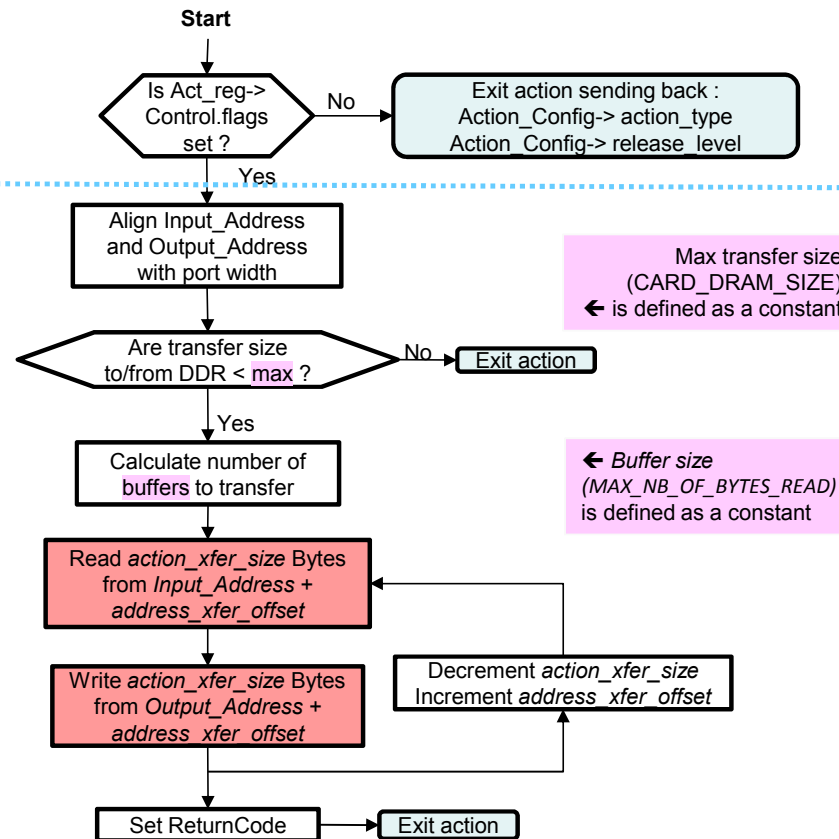 Start
Is Act_reg->
Control.flags
set ?
No
Exit action sending back :
Action_Config-> action_type
Action_Config-> release_level
Yes
Align Input_Address
and Output_Address
with port width
Max transfer size
(CARD_DRAM_SIZE)
← is defined as a constant
Are transfer size
to/from DDR < max ?
No
Exit action
Yes
Calculate number of
buffers to transfer
← Buffer size
(MAX_NB_OF_BYTES_READ)
is defined as a constant
Read action_xfer_size Bytes
from Input_Address +
address_xfer_offset
Write action_xfer_size Bytes
from Output_Address +
address_xfer_offset
Decrement action_xfer_size
Increment address_xfer_offset
Set ReturnCode
Exit action